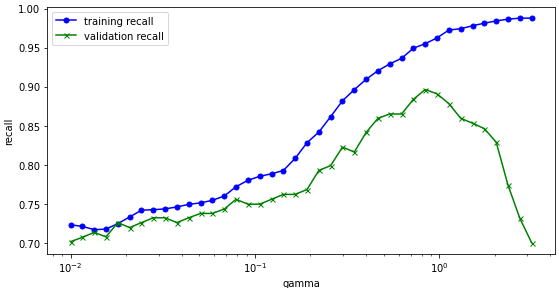 training recall
validation recall
1.00
0.95
0.90
0.85
0.80
0.75
0.70
recall
10⁻²
10⁻¹
10⁰
gamma